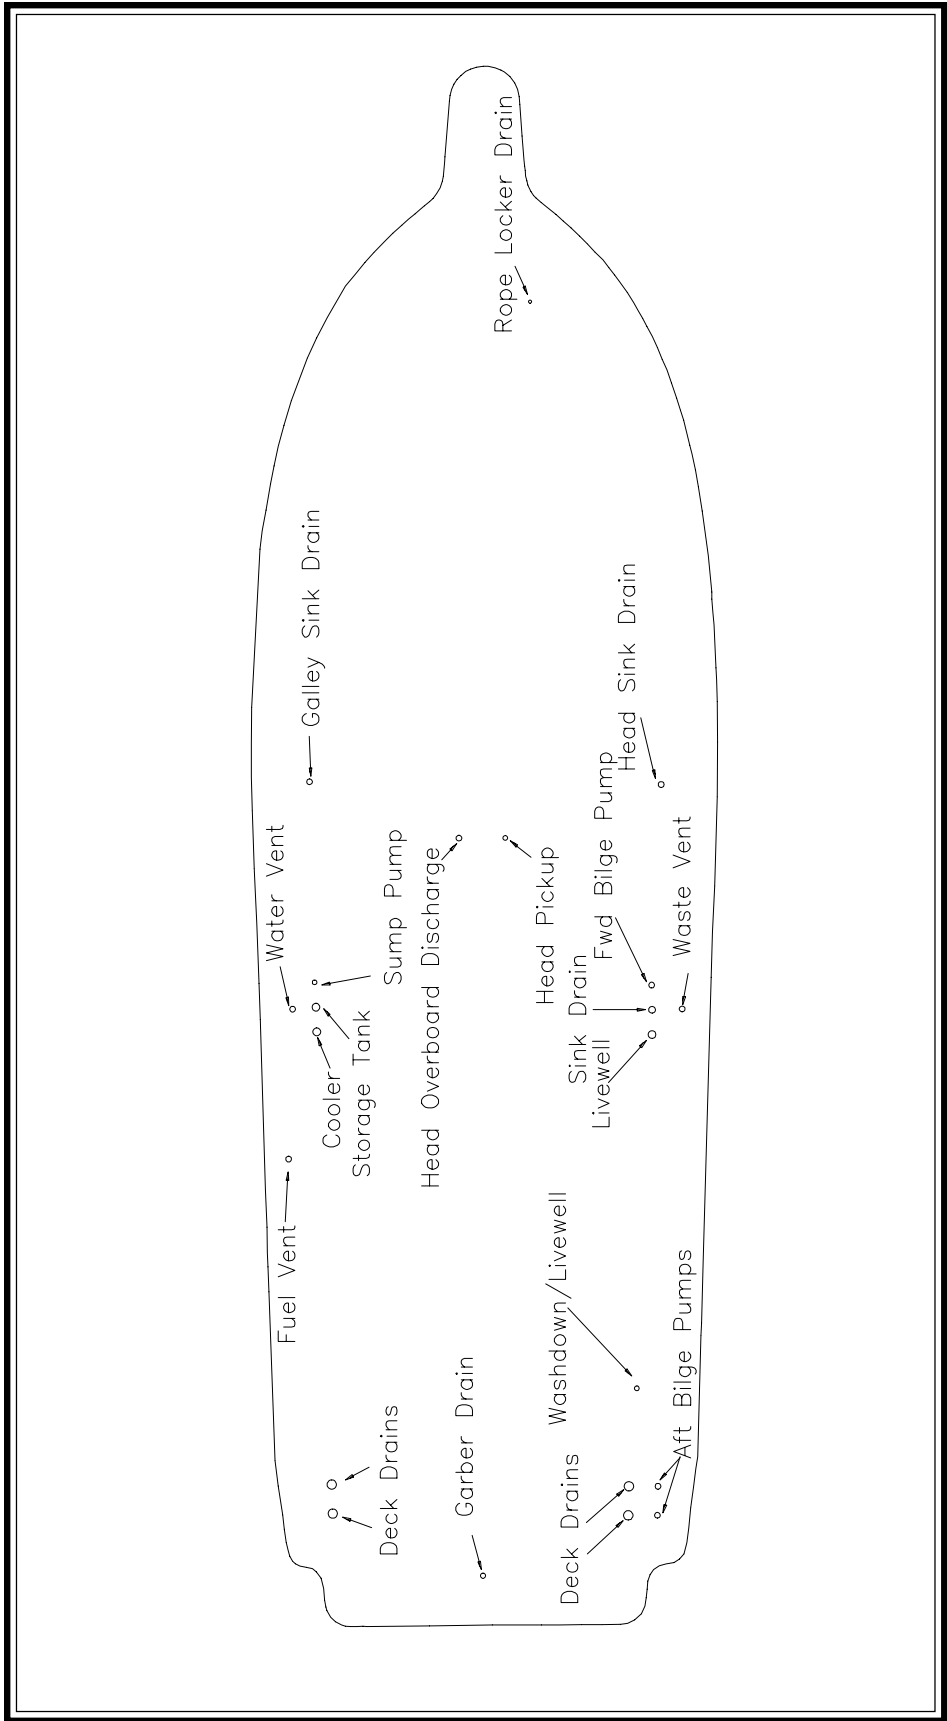 Rope Locker Drain
Galley Sink Drain
Head Sink Drain
Water Vent
Sump Pump
Head Overboard Discharge
Head Pickup
Fwd Bilge Pump
Waste Vent
Sink Drain
Livewell
Cooler
Storage Tank
Fuel Vent
Washdown/Livewell
Aft Bilge Pumps
Deck Drains
Garber Drain
Deck Drains